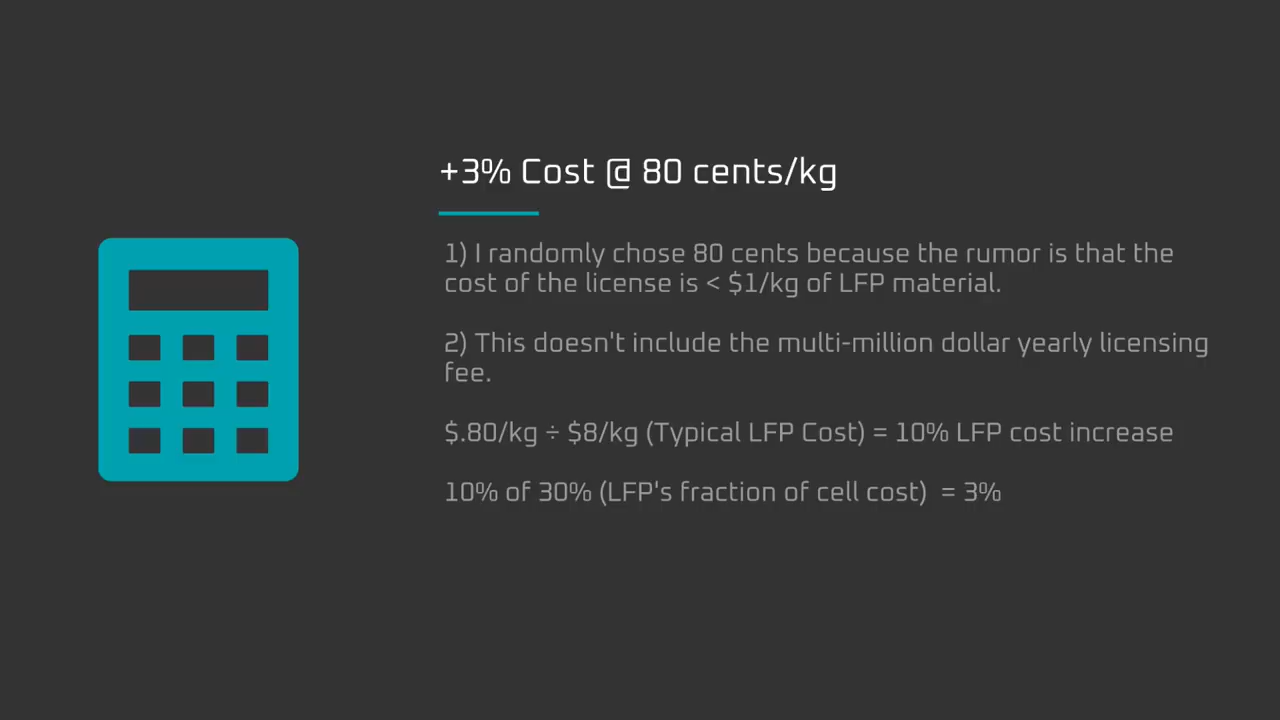 +3% Cost @ 80 cents/kg
1) I randomly chose 80 cents because the rumor is that the
cost of the license is < $1/kg of LFP material.
2) This doesn't include the multi-million dollar yearly licensing
fee.
$.80/kg ÷ $8/kg (Typical LFP Cost) = 10% LFP cost increase
10% of 30% (LFP's fraction of cell cost)  = 3%